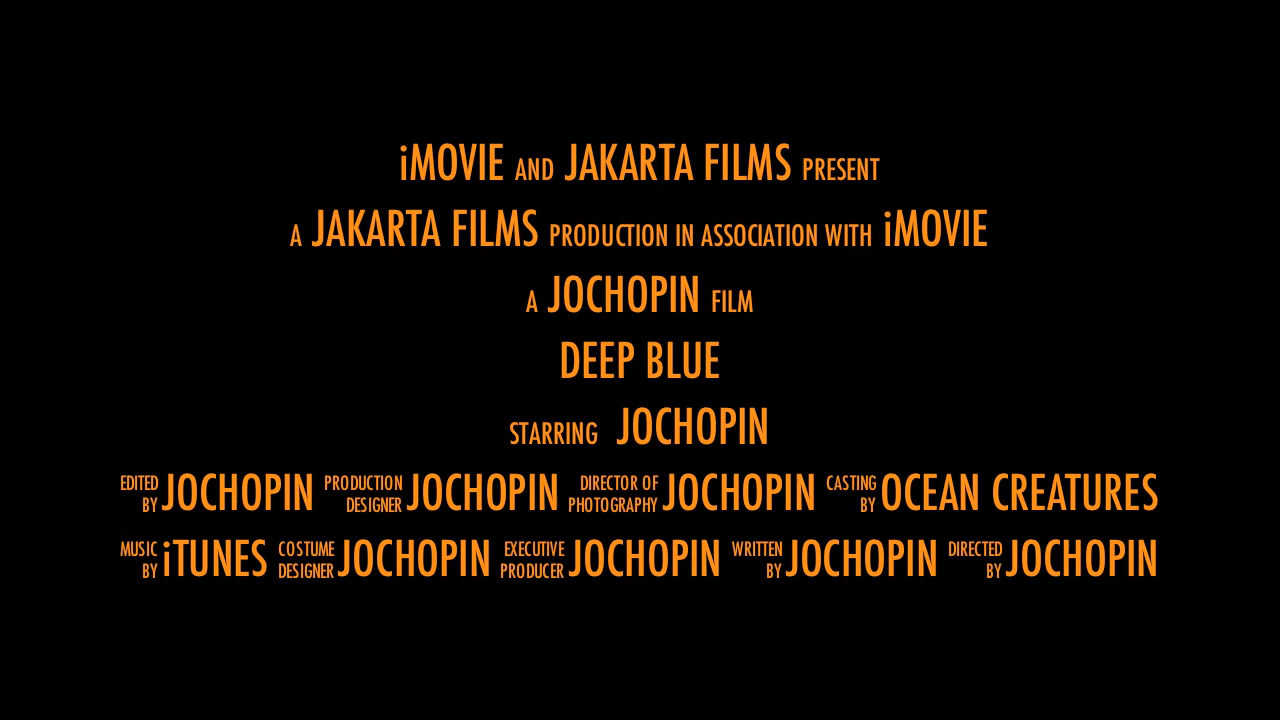 iMOVIE AND JAKARTA FILMS PRESENT
A JAKARTA FILMS PRODUCTION IN ASSOCIATION WITH iMOVIE
A JOCHOPIN FILM
DEEP BLUE
STARRING JOCHOPIN
EDITED BY JOCHOPIN PRODUCTION DESIGNER JOCHOPIN DIRECTOR OF PHOTOGRAPHY JOCHOPIN CASTING BY OCEAN CREATURES
MUSIC BY iTUNES COSTUME DESIGNER JOCHOPIN EXECUTIVE PRODUCER JOCHOPIN WRITTEN BY JOCHOPIN DIRECTED BY JOCHOPIN